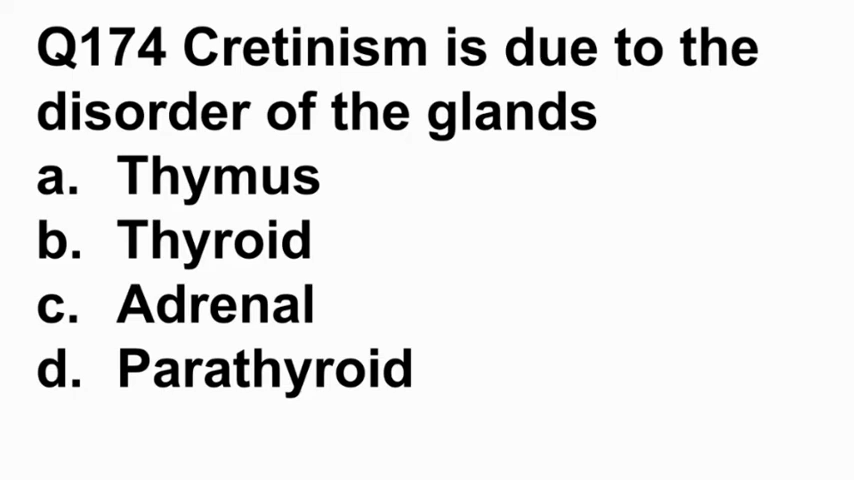 Q174 Cretinism is due to the
disorder of the glands
a. Thymus
b. Thyroid
c. Adrenal
d. Parathyroid